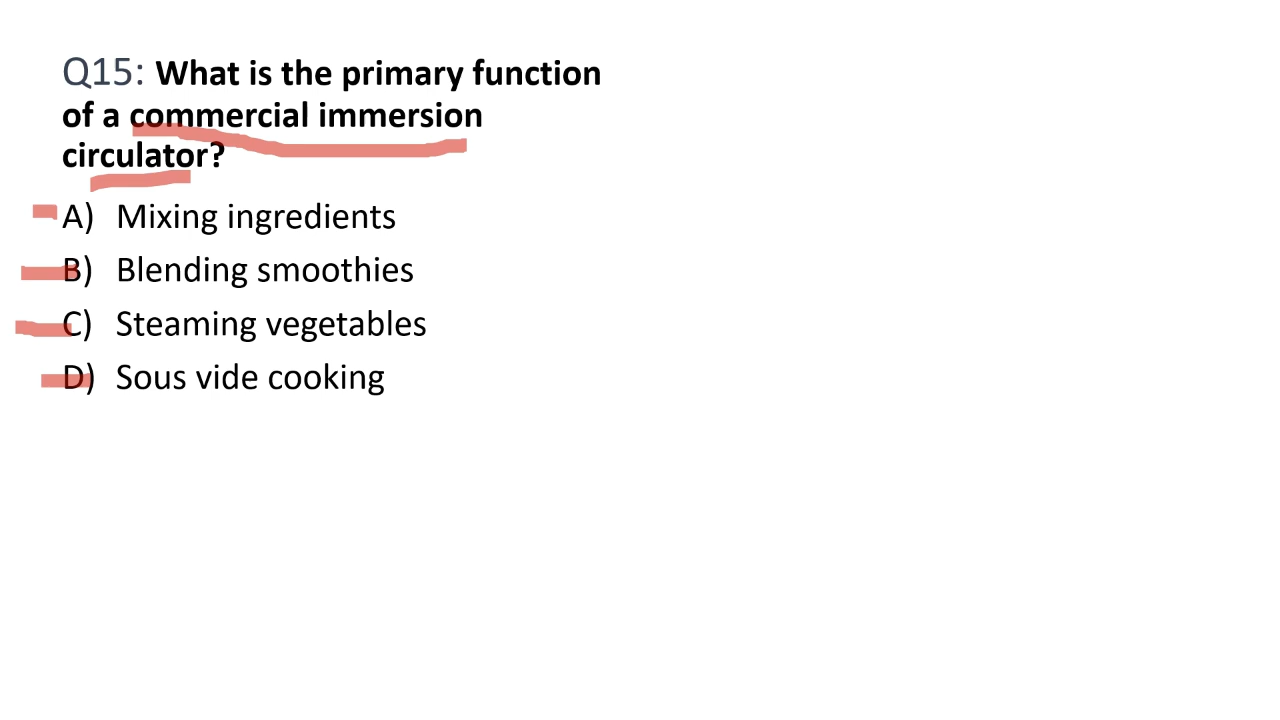 Q15: What is the primary function
of a commercial immersion
circulator?
A) Mixing ingredients
B) Blending smoothies
C) Steaming vegetables
D) Sous vide cooking